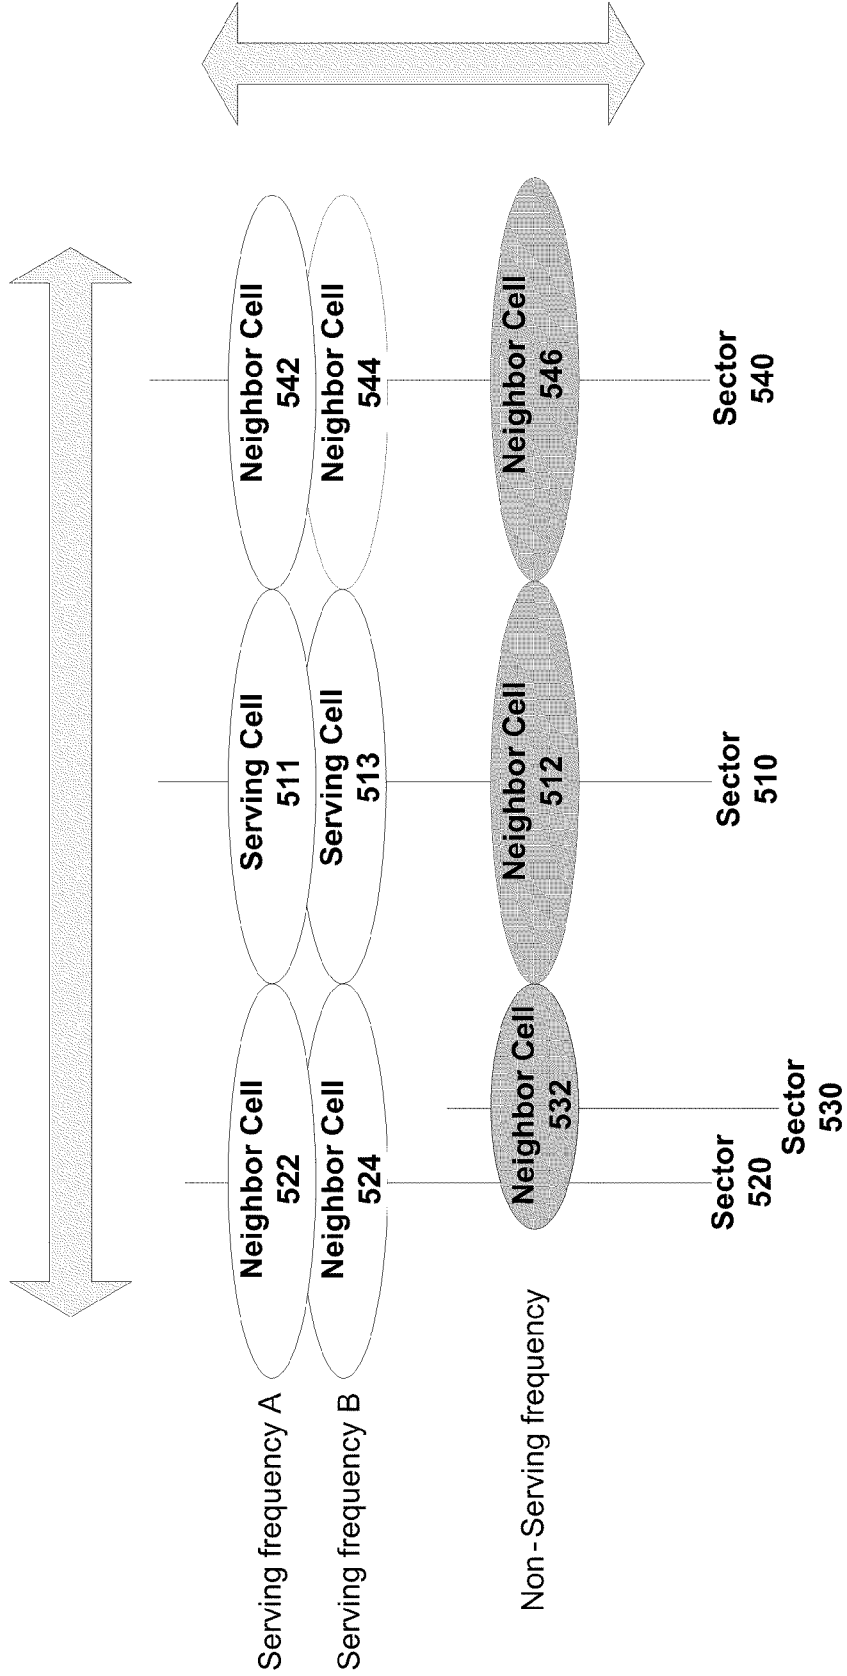 Serving frequency A
Neighbor Cell
522
Serving Cell
511
Neighbor Cell
542
Serving frequency B
Neighbor Cell
524
Serving Cell
513
Neighbor Cell
544
Non-Serving frequency
Neighbor Cell
532
Neighbor Cell
512
Neighbor Cell
546
Sector
520
Sector
530
Sector
510
Sector
540